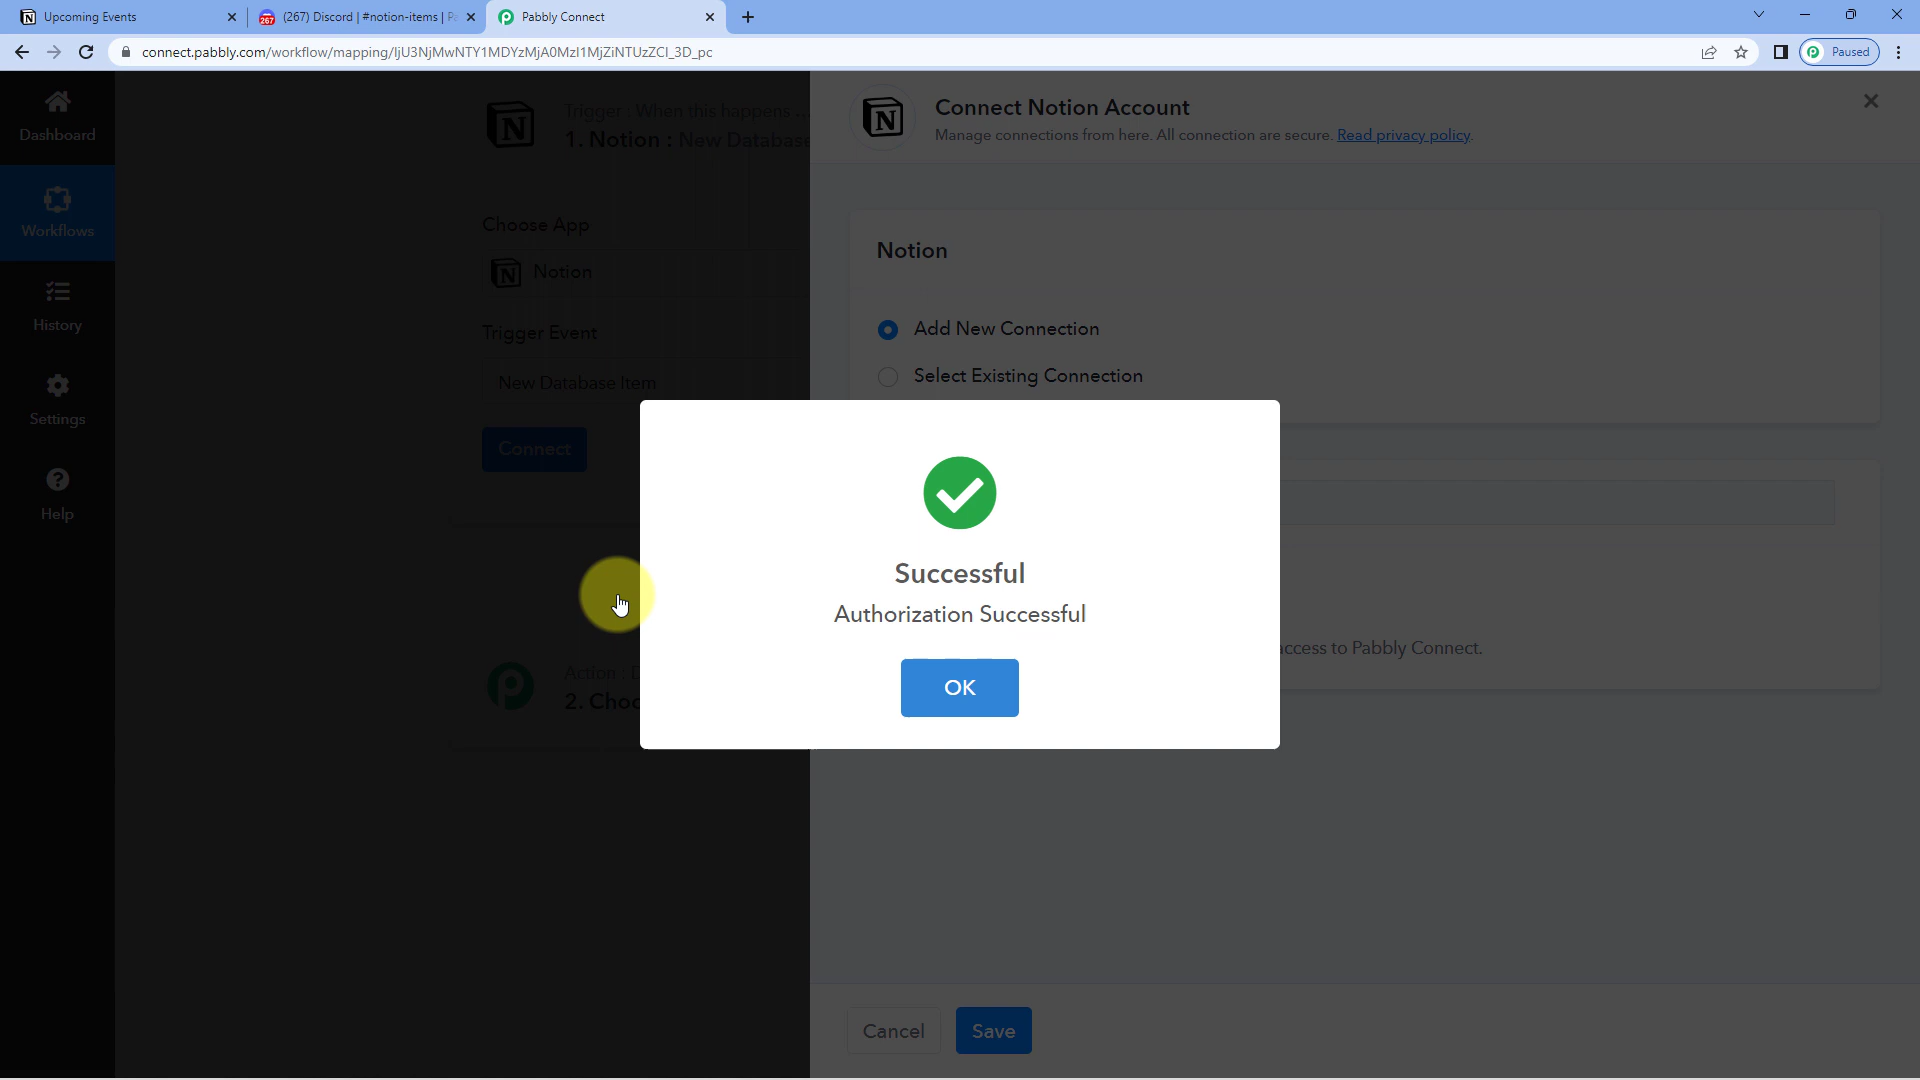 Upcoming Events
(267) Discord | #notion-items | Pa
Pabbly Connect
connect.pabbly.com/workflow/mapping/
Paused
Dashboard
Workflows
History
Settings
Help
Trigger : When this happens ...
1. Notion : New Database
Choose App
Notion
Trigger Event
New Database Item
Connect
Action :
2. Choo
Connect Notion Account
Manage connections from here. All connection are secure. Read privacy policy.
Notion
Add New Connection
Select Existing Connection
Successful
Authorization Successful
OK
access to Pabbly Connect.
Cancel
Save